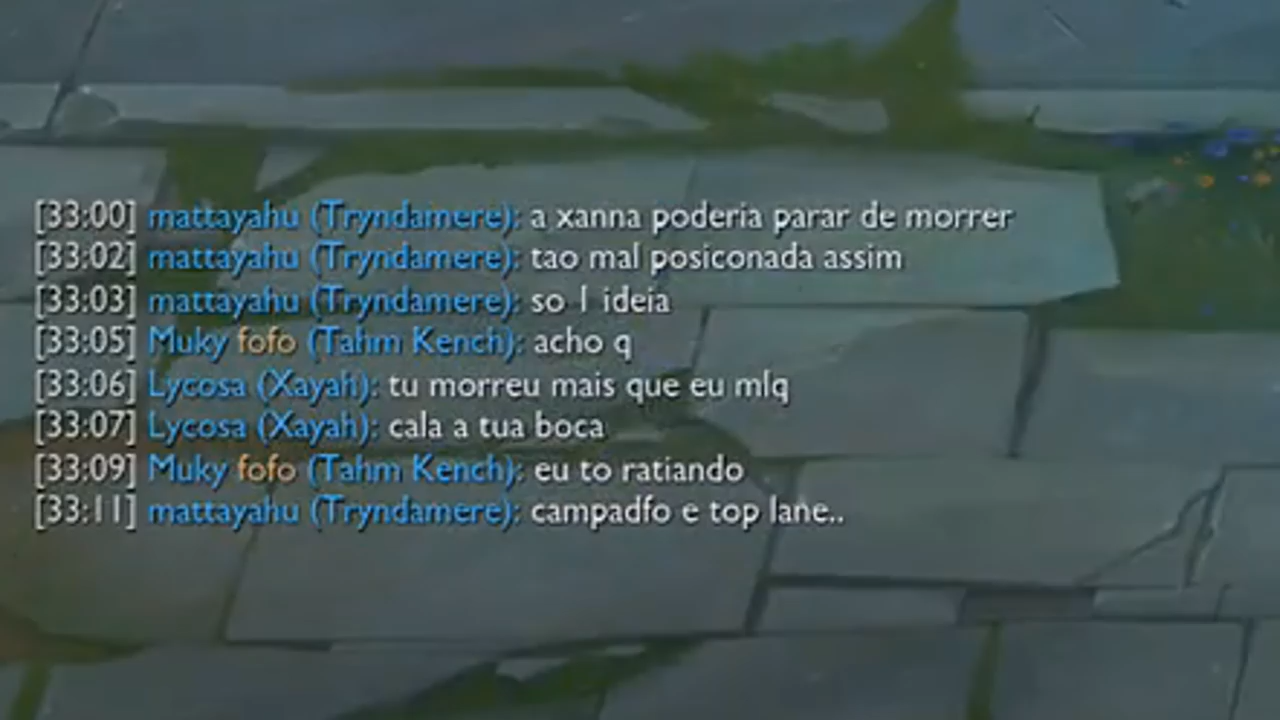 [33:00] mattayahu (Tryndamere): a xanna poderia parar de morrer
[33:02] mattayahu (Tryndamere): tao mal posiconada assim
[33:03] mattayahu (Tryndamere): so 1 ideia
[33:05] Muky fofo (Tahm Kench): acho q
[33:06] Lycosa (Xayah): tu morreu mais que eu mlq
[33:07] Lycosa (Xayah): cala a tua boca
[33:09] Muky fofo (Tahm Kench): eu to ratiando
[33:11] mattayahu (Tryndamere): campadfo e top lane..